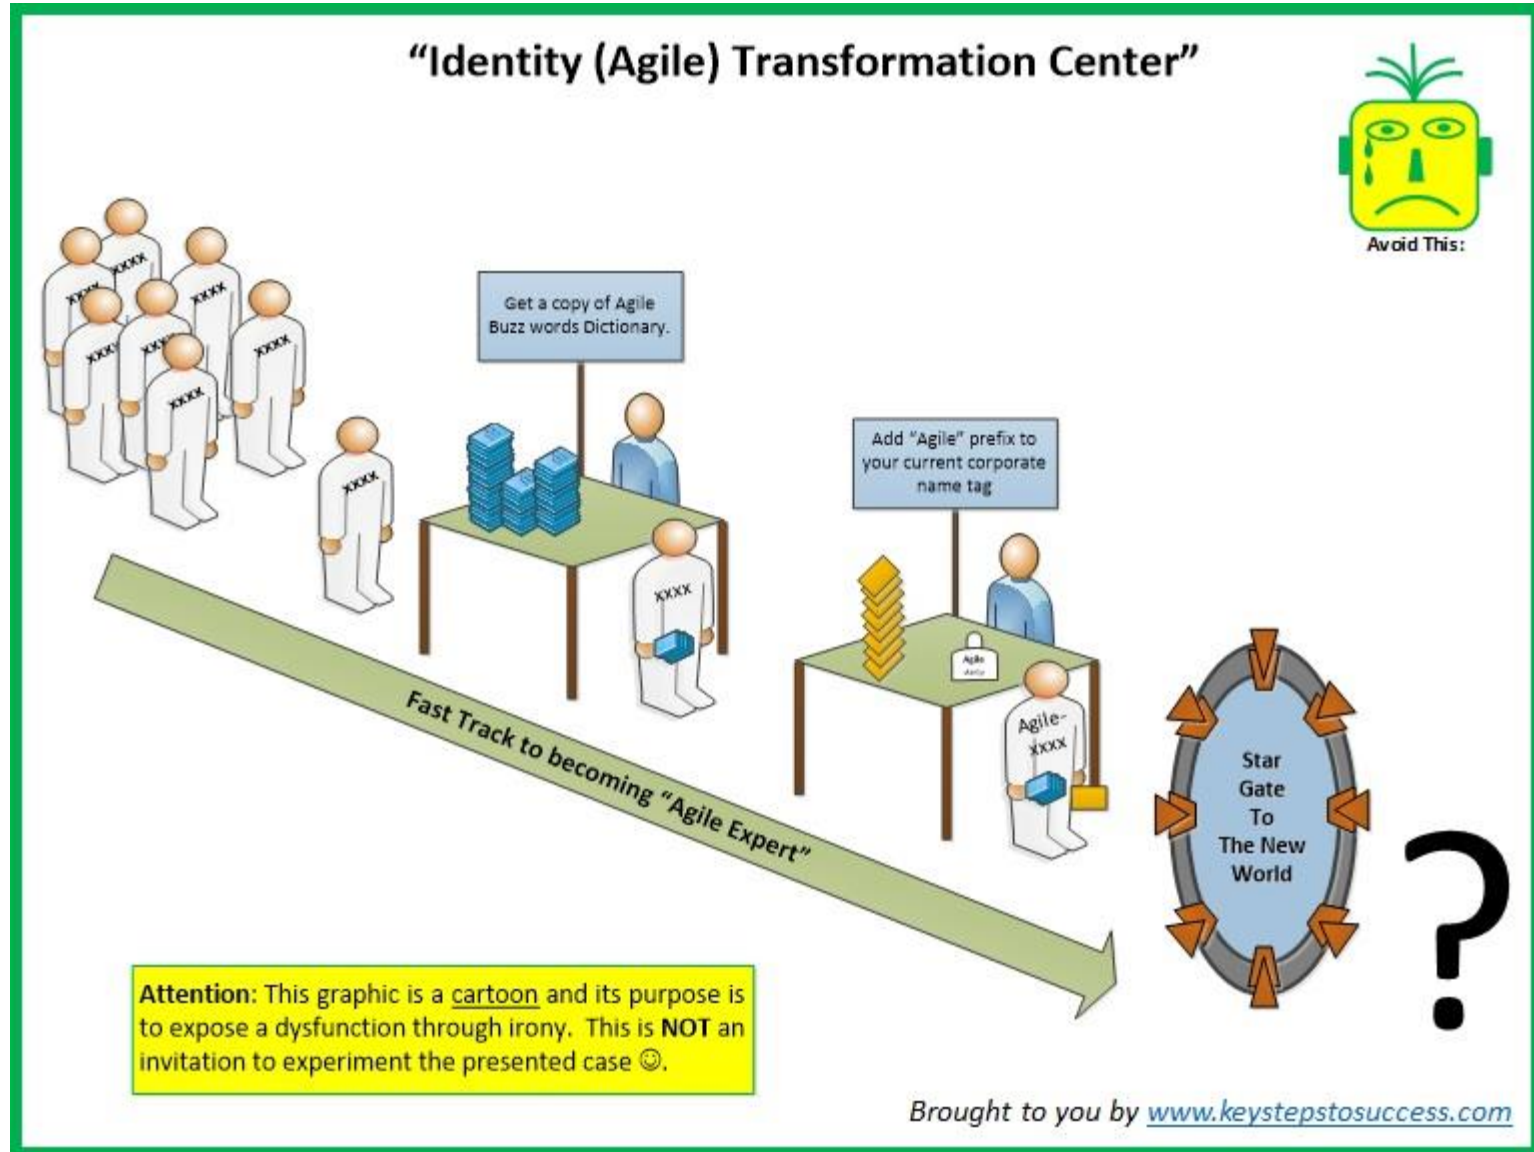 “Identity (Agile) Transformation Center”
Avoid This:
xxxx
xxxx
xxxx
xxxx
xxxx
xxxx
xxxx
xxxx
Get a copy of Agile
Buzz words Dictionary.
xxxx
Add “Agile” prefix to
your current corporate
name tag
Agile
Agile-
xxxx
Star
Gate
To
The New
World
?
Fast Track to becoming “Agile Expert”
Attention: This graphic is a cartoon and its purpose is
to expose a dysfunction through irony. This is NOT an
invitation to experiment the presented case ☺.
Brought to you by www.keystepstosuccess.com